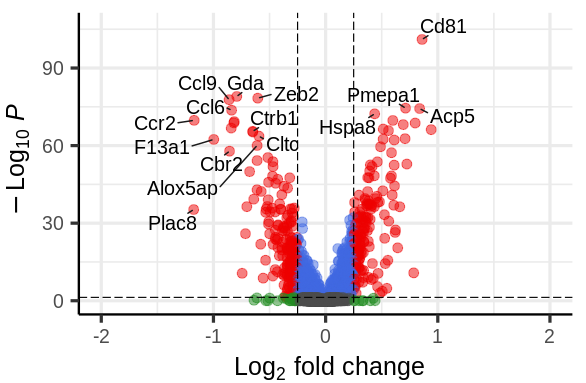 Cd81
Ccl9
Gda
Zeb2
Pmepa1
Ccl6
Ccr2
Ctrb1
Hspa8
Acp5
F13a1
Cltc
Cbr2
Alox5ap
Plac8
90
60
30
0
− Log10 P
-2
-1
0
1
2
Log2 fold change